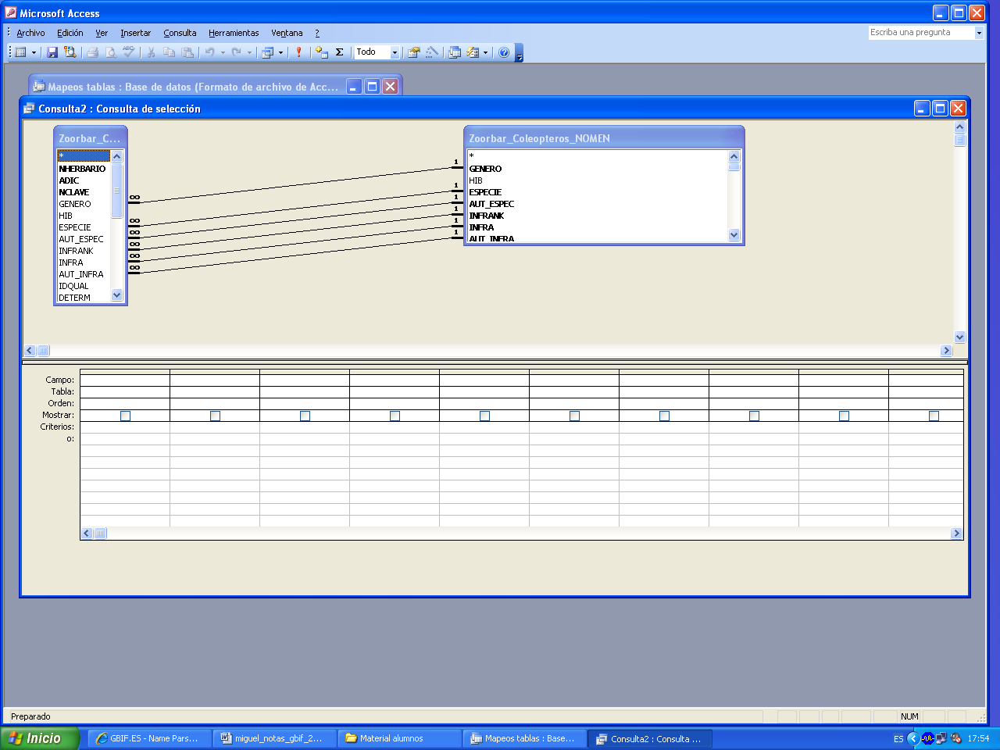 Microsoft Access
Archivo Edición Ver Insertar Consulta Herramientas Ventana ? Escriba una pregunta
ABC Σ Todo
Mapeos tablas : Base de datos (Formato de archivo de Acc...
Consulta2 : Consulta de selección
Zoorbar_C...
*
NHERBARIO
ADIC
NCLAVE
GENERO
HIB
ESPECIE
AUT_ESPEC
INFRANK
INFRA
AUT_INFRA
IDQUAL
DETERM
∞
∞
∞
∞
∞
∞
1
1
1
1
1
1
Zoorbar_Coleopteros_NOMEN
*
GENERO
HIB
ESPECIE
AUT_ESPEC
INFRANK
INFRA
AUT_INFRA
Campo:
Tabla:
Orden:
Mostrar:
Criterios:
o:
Preparado NUM
Inicio GBIF.ES - Name Pars... miguel_notas_gbif_2... Material alumnos Mapeos tablas : Base... Consulta2 : Consulta ... ES 17:54